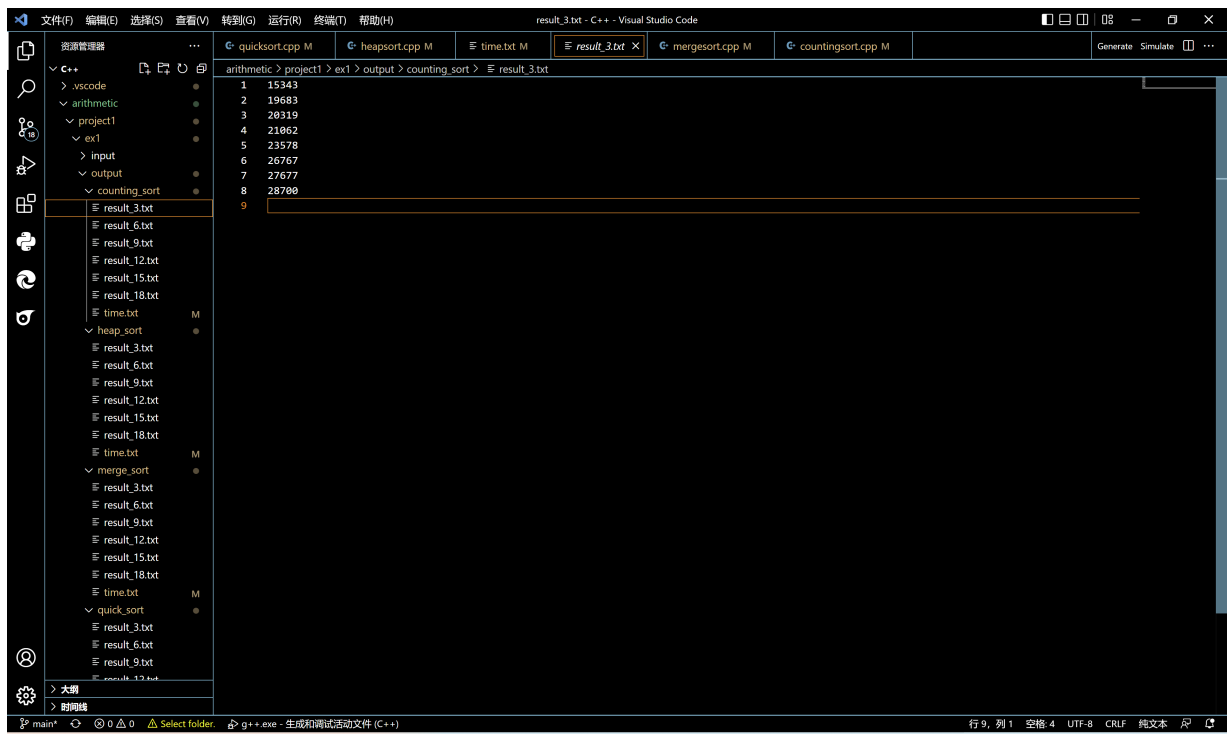 文件(F) 编辑(E) 选择(S) 查看(V) 转到(G) 运行(R) 终端(T) 帮助(H) result_3.txt - C++ - Visual Studio Code
资源管理器 ···
C++
.vscode
arithmetic
project1
ex1
input
output
counting_sort
result_3.txt
result_6.txt
result_9.txt
result_12.txt
result_15.txt
result_18.txt
time.txt M
heap_sort
result_3.txt
result_6.txt
result_9.txt
result_12.txt
result_15.txt
result_18.txt
time.txt M
merge_sort
result_3.txt
result_6.txt
result_9.txt
result_12.txt
result_15.txt
result_18.txt
time.txt M
quick_sort
result_3.txt
result_6.txt
result_9.txt
result_12.txt
大纲
时间线
18
quicksort.cpp M heapsort.cpp M time.txt M result_3.txt mergesort.cpp M countingsort.cpp M Generate Simulate ···
arithmetic > project1 > ex1 > output > counting_sort > result_3.txt
1 15343
2 19683
3 20319
4 21062
5 23578
6 26767
7 27677
8 28700
9
main* 0 0 Select folder. g++.exe - 生成和调试活动文件 (C++) 行 9，列 1 空格: 4 UTF-8 CRLF 纯文本